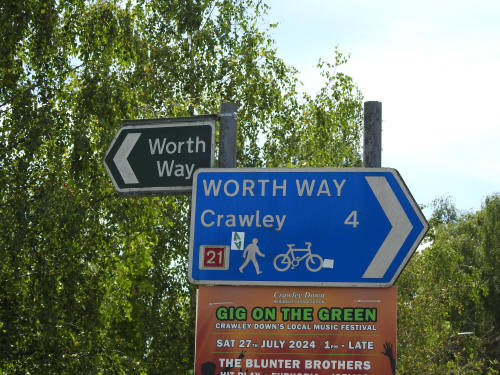 Worth
Way
WORTH WAY
Crawley 4
21
Crawley Down
GIG ON THE GREEN
CRAWLEY DOWN'S LOCAL MUSIC FESTIVAL
SAT 27TH JULY 2024 1PM - LATE
THE BLUNTER BROTHERS